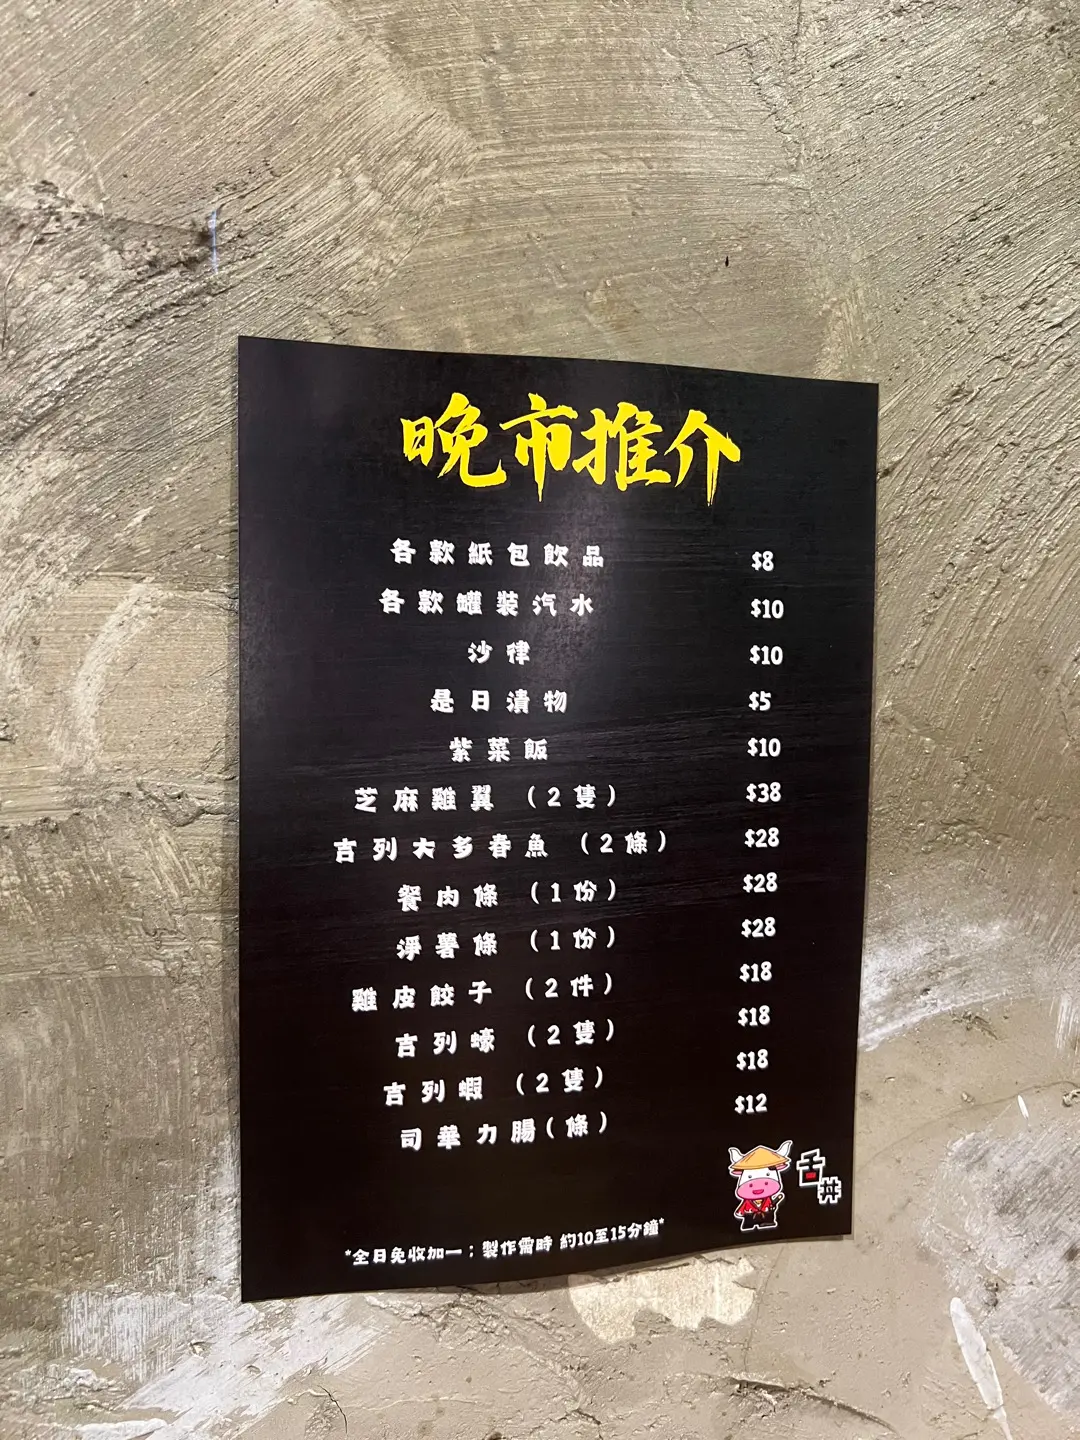 晚市推介
各款紙包飲品 $8
各款罐裝汽水 $10
沙律 $10
是日漬物 $5
紫菜飯 $10
芝麻雞翼 (2隻) $38
吉列大多春魚 (2條) $28
餐肉條 (1份) $28
淨薯條 (1份) $28
雞皮餃子 (2件) $18
吉列蠔 (2隻) $18
吉列蝦 (2隻) $18
司華力腸(條) $12
舌丼
*全日免收加一；製作需時 約10至15分鐘*